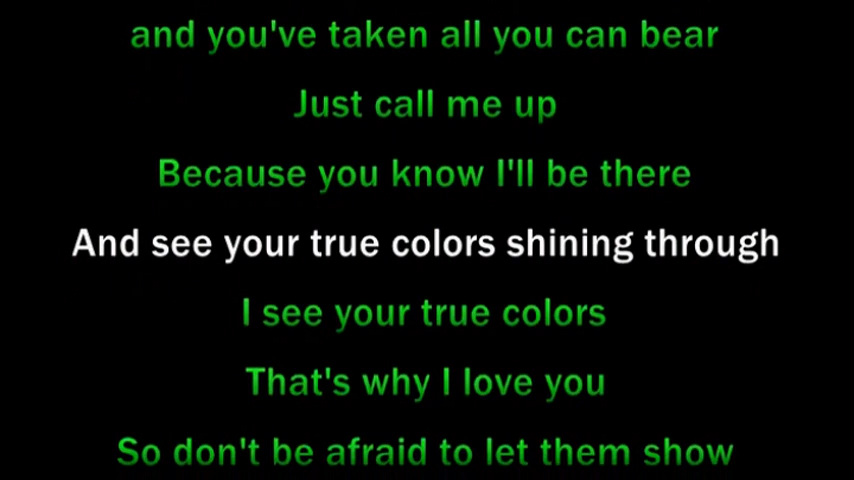 and you've taken all you can bear
Just call me up
Because you know I'll be there
And see your true colors shining through
I see your true colors
That's why I love you
So don't be afraid to let them show